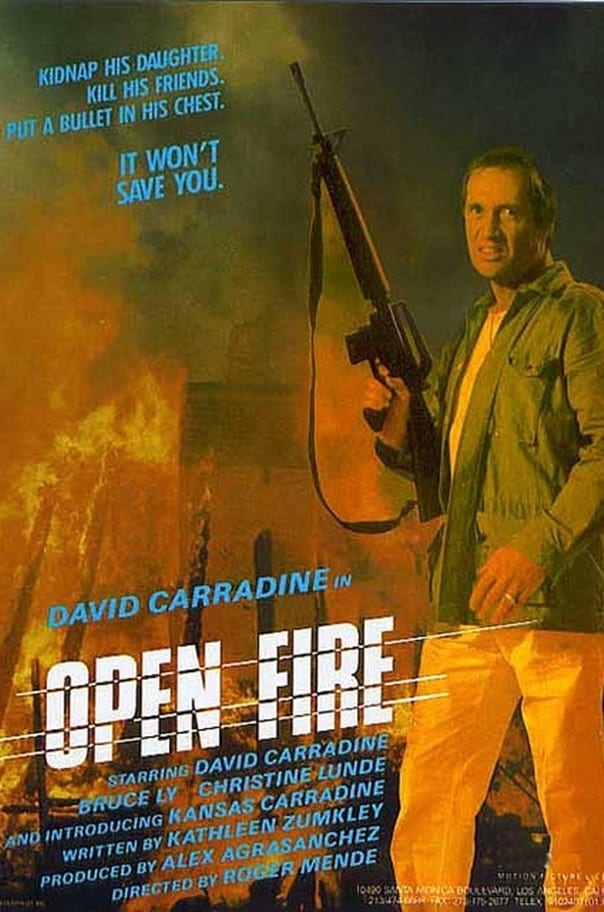 KIDNAP HIS DAUGHTER.
KILL HIS FRIENDS.
PUT A BULLET IN HIS CHEST.
IT WON'T
SAVE YOU.
DAVID CARRADINE IN
OPEN FIRE
STARRING DAVID CARRADINE
BRUCE LY CHRISTINE LUNDE
AND INTRODUCING KANSAS CARRADINE
WRITTEN BY KATHLEEN ZUMKLEY
PRODUCED BY ALEX AGRASANCHEZ
DIRECTED BY ROGER MENDE
MOTION PICTURE
10490 SANTA MONICA BOULEVARD, LOS ANGELES, CA
TELEX